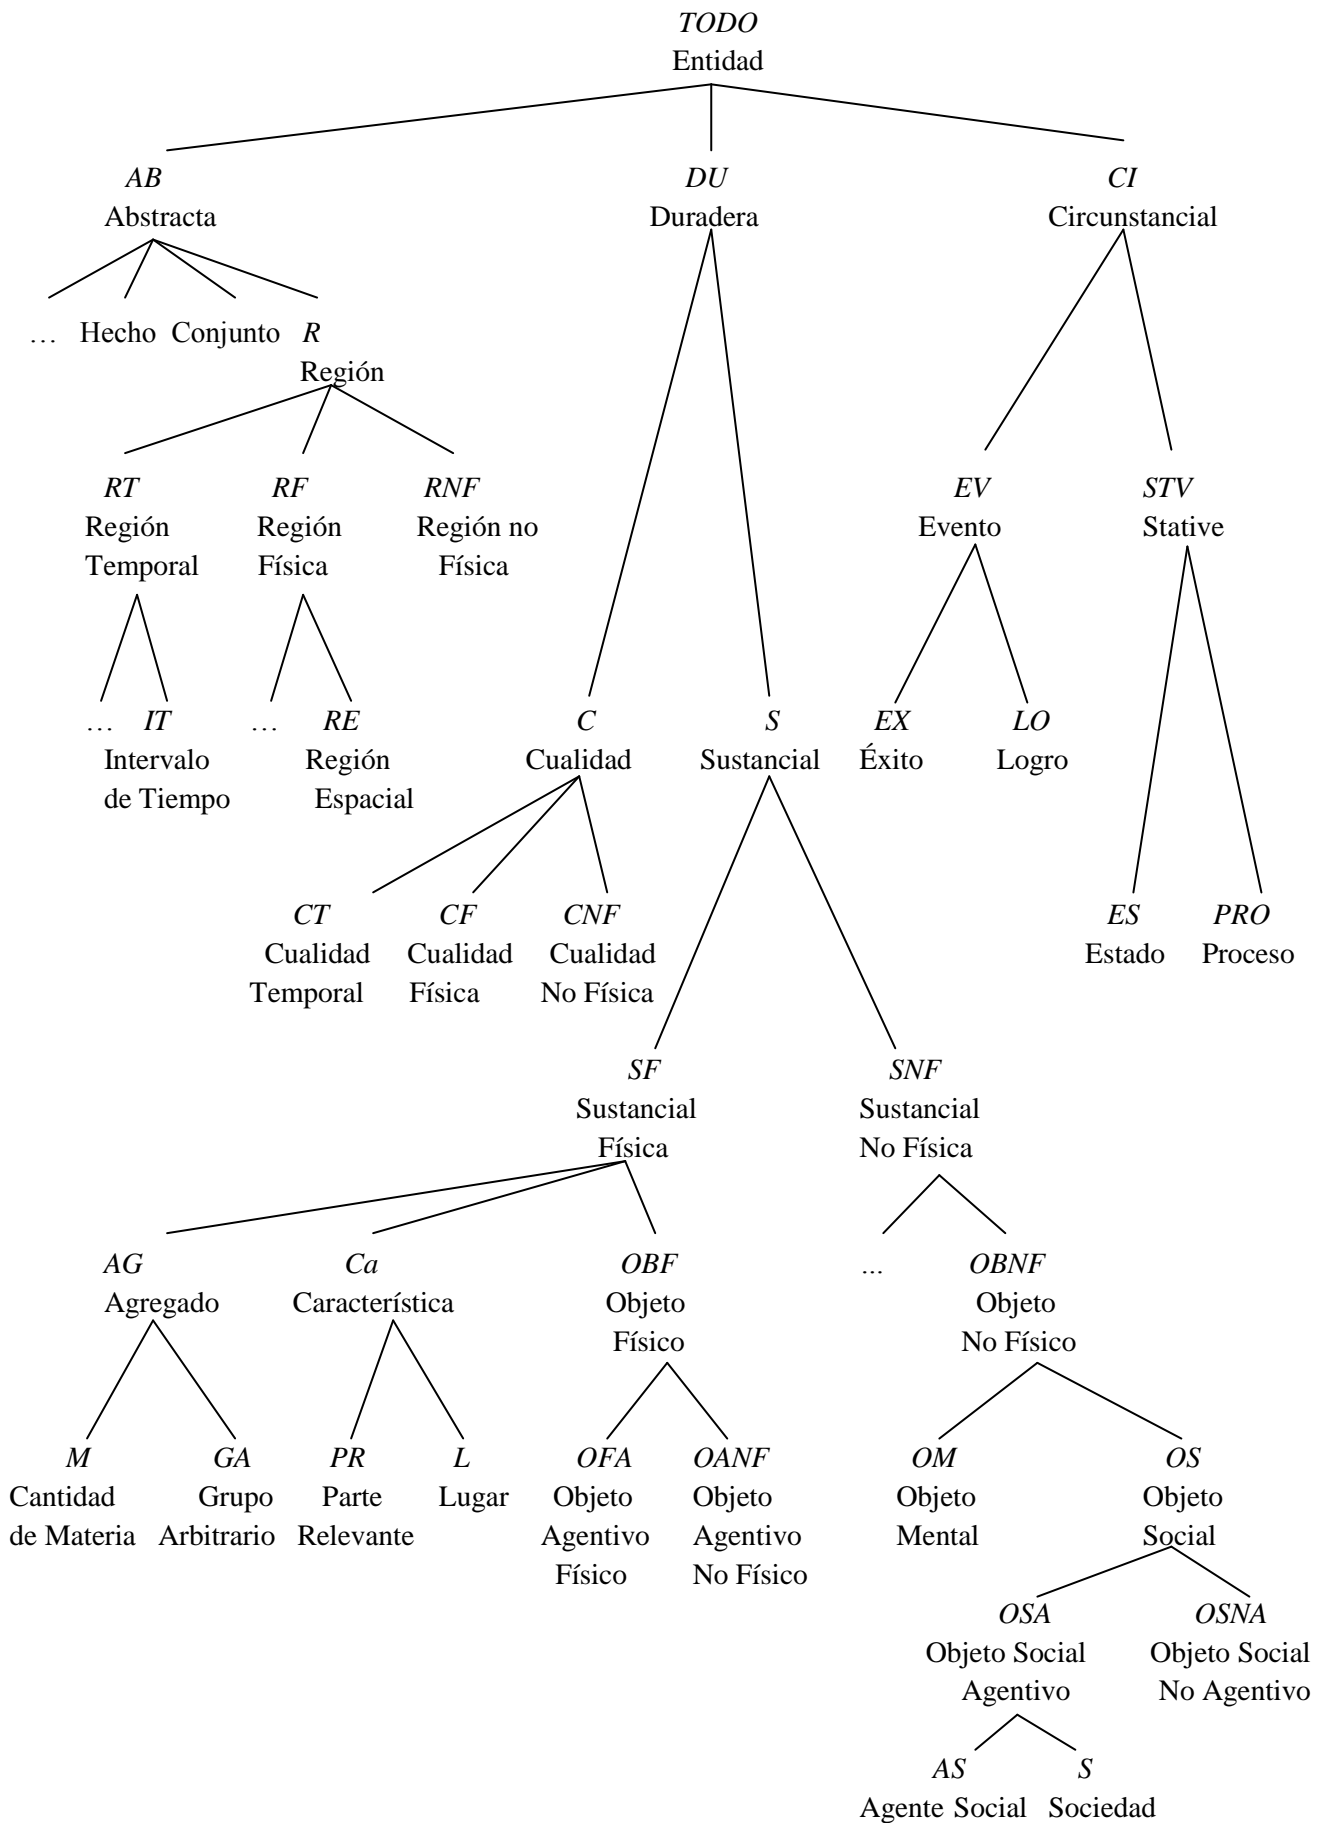 TODO
Entidad
AB DU CI
Abstracta Duradera Circunstancial
… Hecho Conjunto R
Región
RT RF RNF EV STV
Región Región Región no Evento Stative
Temporal Física Física
… IT … RE C S EX LO
Intervalo Región Cualidad Sustancial Éxito Logro
de Tiempo Espacial
CT CF CNF ES PRO
Cualidad Cualidad Cualidad Estado Proceso
Temporal Física No Física
SF SNF
Sustancial Sustancial
Física No Física
AG Ca OBF ... OBNF
Agregado Característica Objeto Objeto
Físico No Físico
M GA PR L OFA OANF OM OS
Cantidad Grupo Parte Lugar Objeto Objeto Objeto Objeto
de Materia Arbitrario Relevante Agentivo Agentivo Mental Social
Físico No Físico
OSA OSNA
Objeto Social Objeto Social
Agentivo No Agentivo
AS S
Agente Social Sociedad